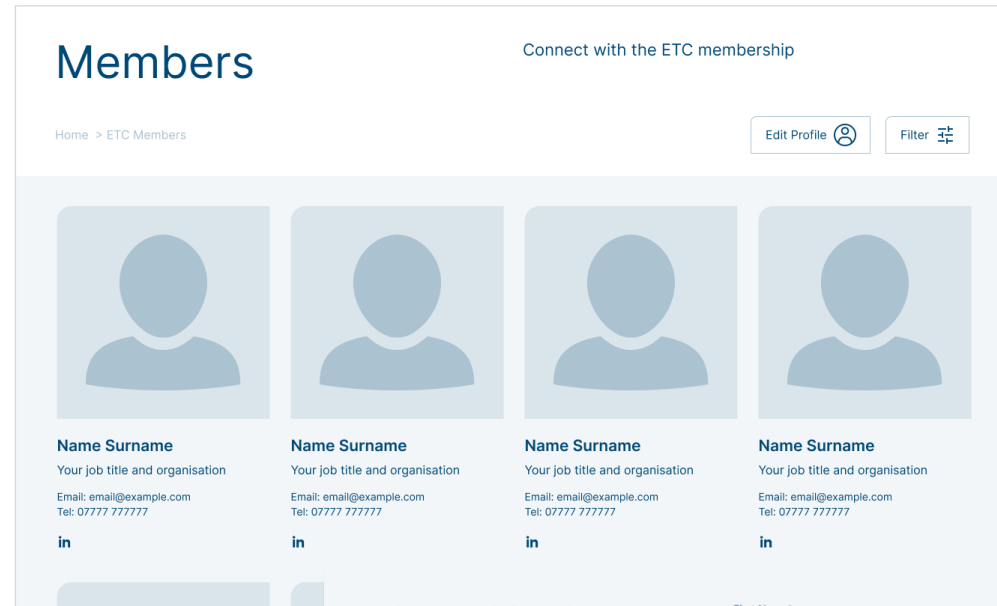 Members
Connect with the ETC membership
Home > ETC Members
Edit Profile
Filter
Name Surname
Your job title and organisation
Email: email@example.com
Tel: 07777 777777
in
Name Surname
Your job title and organisation
Email: email@example.com
Tel: 07777 777777
in
Name Surname
Your job title and organisation
Email: email@example.com
Tel: 07777 777777
in
Name Surname
Your job title and organisation
Email: email@example.com
Tel: 07777 777777
in